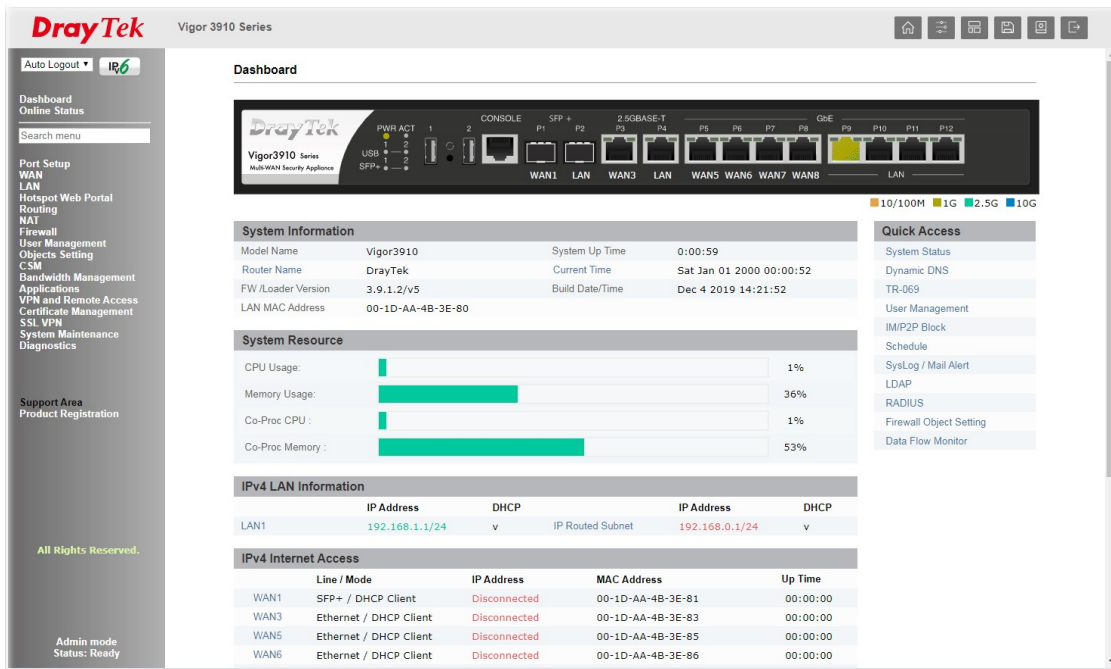 DrayTek
Vigor 3910 Series
Auto Logout
IPv6
Dashboard
Online Status
Search menu
Port Setup
WAN
LAN
Hotspot Web Portal
Routing
NAT
Firewall
User Management
Objects Setting
CSM
Bandwidth Management
Applications
VPN and Remote Access
Certificate Management
SSL VPN
System Maintenance
Diagnostics
Support Area
Product Registration
All Rights Reserved.
Admin mode
Status: Ready
Dashboard
DrayTek
Vigor3910 Series
Multi-WAN Security Appliance
PWR ACT
1 2
USB
1 2
SFP+
1 2
CONSOLE SFP + 2.5GBASE-T GbE
P1 P2 P3 P4 P5 P6 P7 P8 P9 P10 P11 P12
WAN1 LAN WAN3 LAN WAN5 WAN6 WAN7 WAN8 LAN
10/100M 1G 2.5G 10G
System Information
Model Name Vigor3910 System Up Time 0:00:59
Router Name DrayTek Current Time Sat Jan 01 2000 00:00:52
FW /Loader Version 3.9.1.2/v5 Build Date/Time Dec 4 2019 14:21:52
LAN MAC Address 00-1D-AA-4B-3E-80
System Resource
CPU Usage: 1%
Memory Usage: 36%
Co-Proc CPU : 1%
Co-Proc Memory : 53%
IPv4 LAN Information
IP Address DHCP IP Address DHCP
LAN1 192.168.1.1/24 v IP Routed Subnet 192.168.0.1/24 v
IPv4 Internet Access
Line / Mode IP Address MAC Address Up Time
WAN1 SFP+ / DHCP Client Disconnected 00-1D-AA-4B-3E-81 00:00:00
WAN3 Ethernet / DHCP Client Disconnected 00-1D-AA-4B-3E-83 00:00:00
WAN5 Ethernet / DHCP Client Disconnected 00-1D-AA-4B-3E-85 00:00:00
WAN6 Ethernet / DHCP Client Disconnected 00-1D-AA-4B-3E-86 00:00:00
Quick Access
System Status
Dynamic DNS
TR-069
User Management
IM/P2P Block
Schedule
SysLog / Mail Alert
LDAP
RADIUS
Firewall Object Setting
Data Flow Monitor